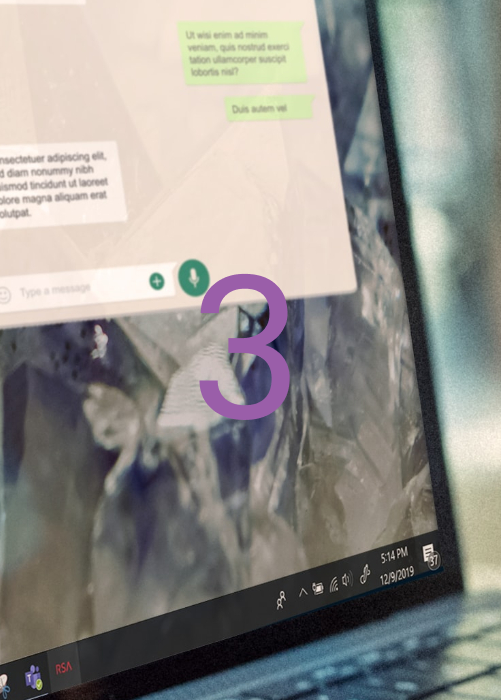 Ut wisi enim ad minim
veniam, quis nostrud exerci
tation ullamcorper suscipit
lobortis nisl?
Duis autem vel
nsectetuer adipiscing elit,
d diam nonummy nibh
ismod tincidunt ut laoreet
olore magna aliquam erat
olutpat.
Type a message
3
5:14 PM
12/9/2019
37
RSA